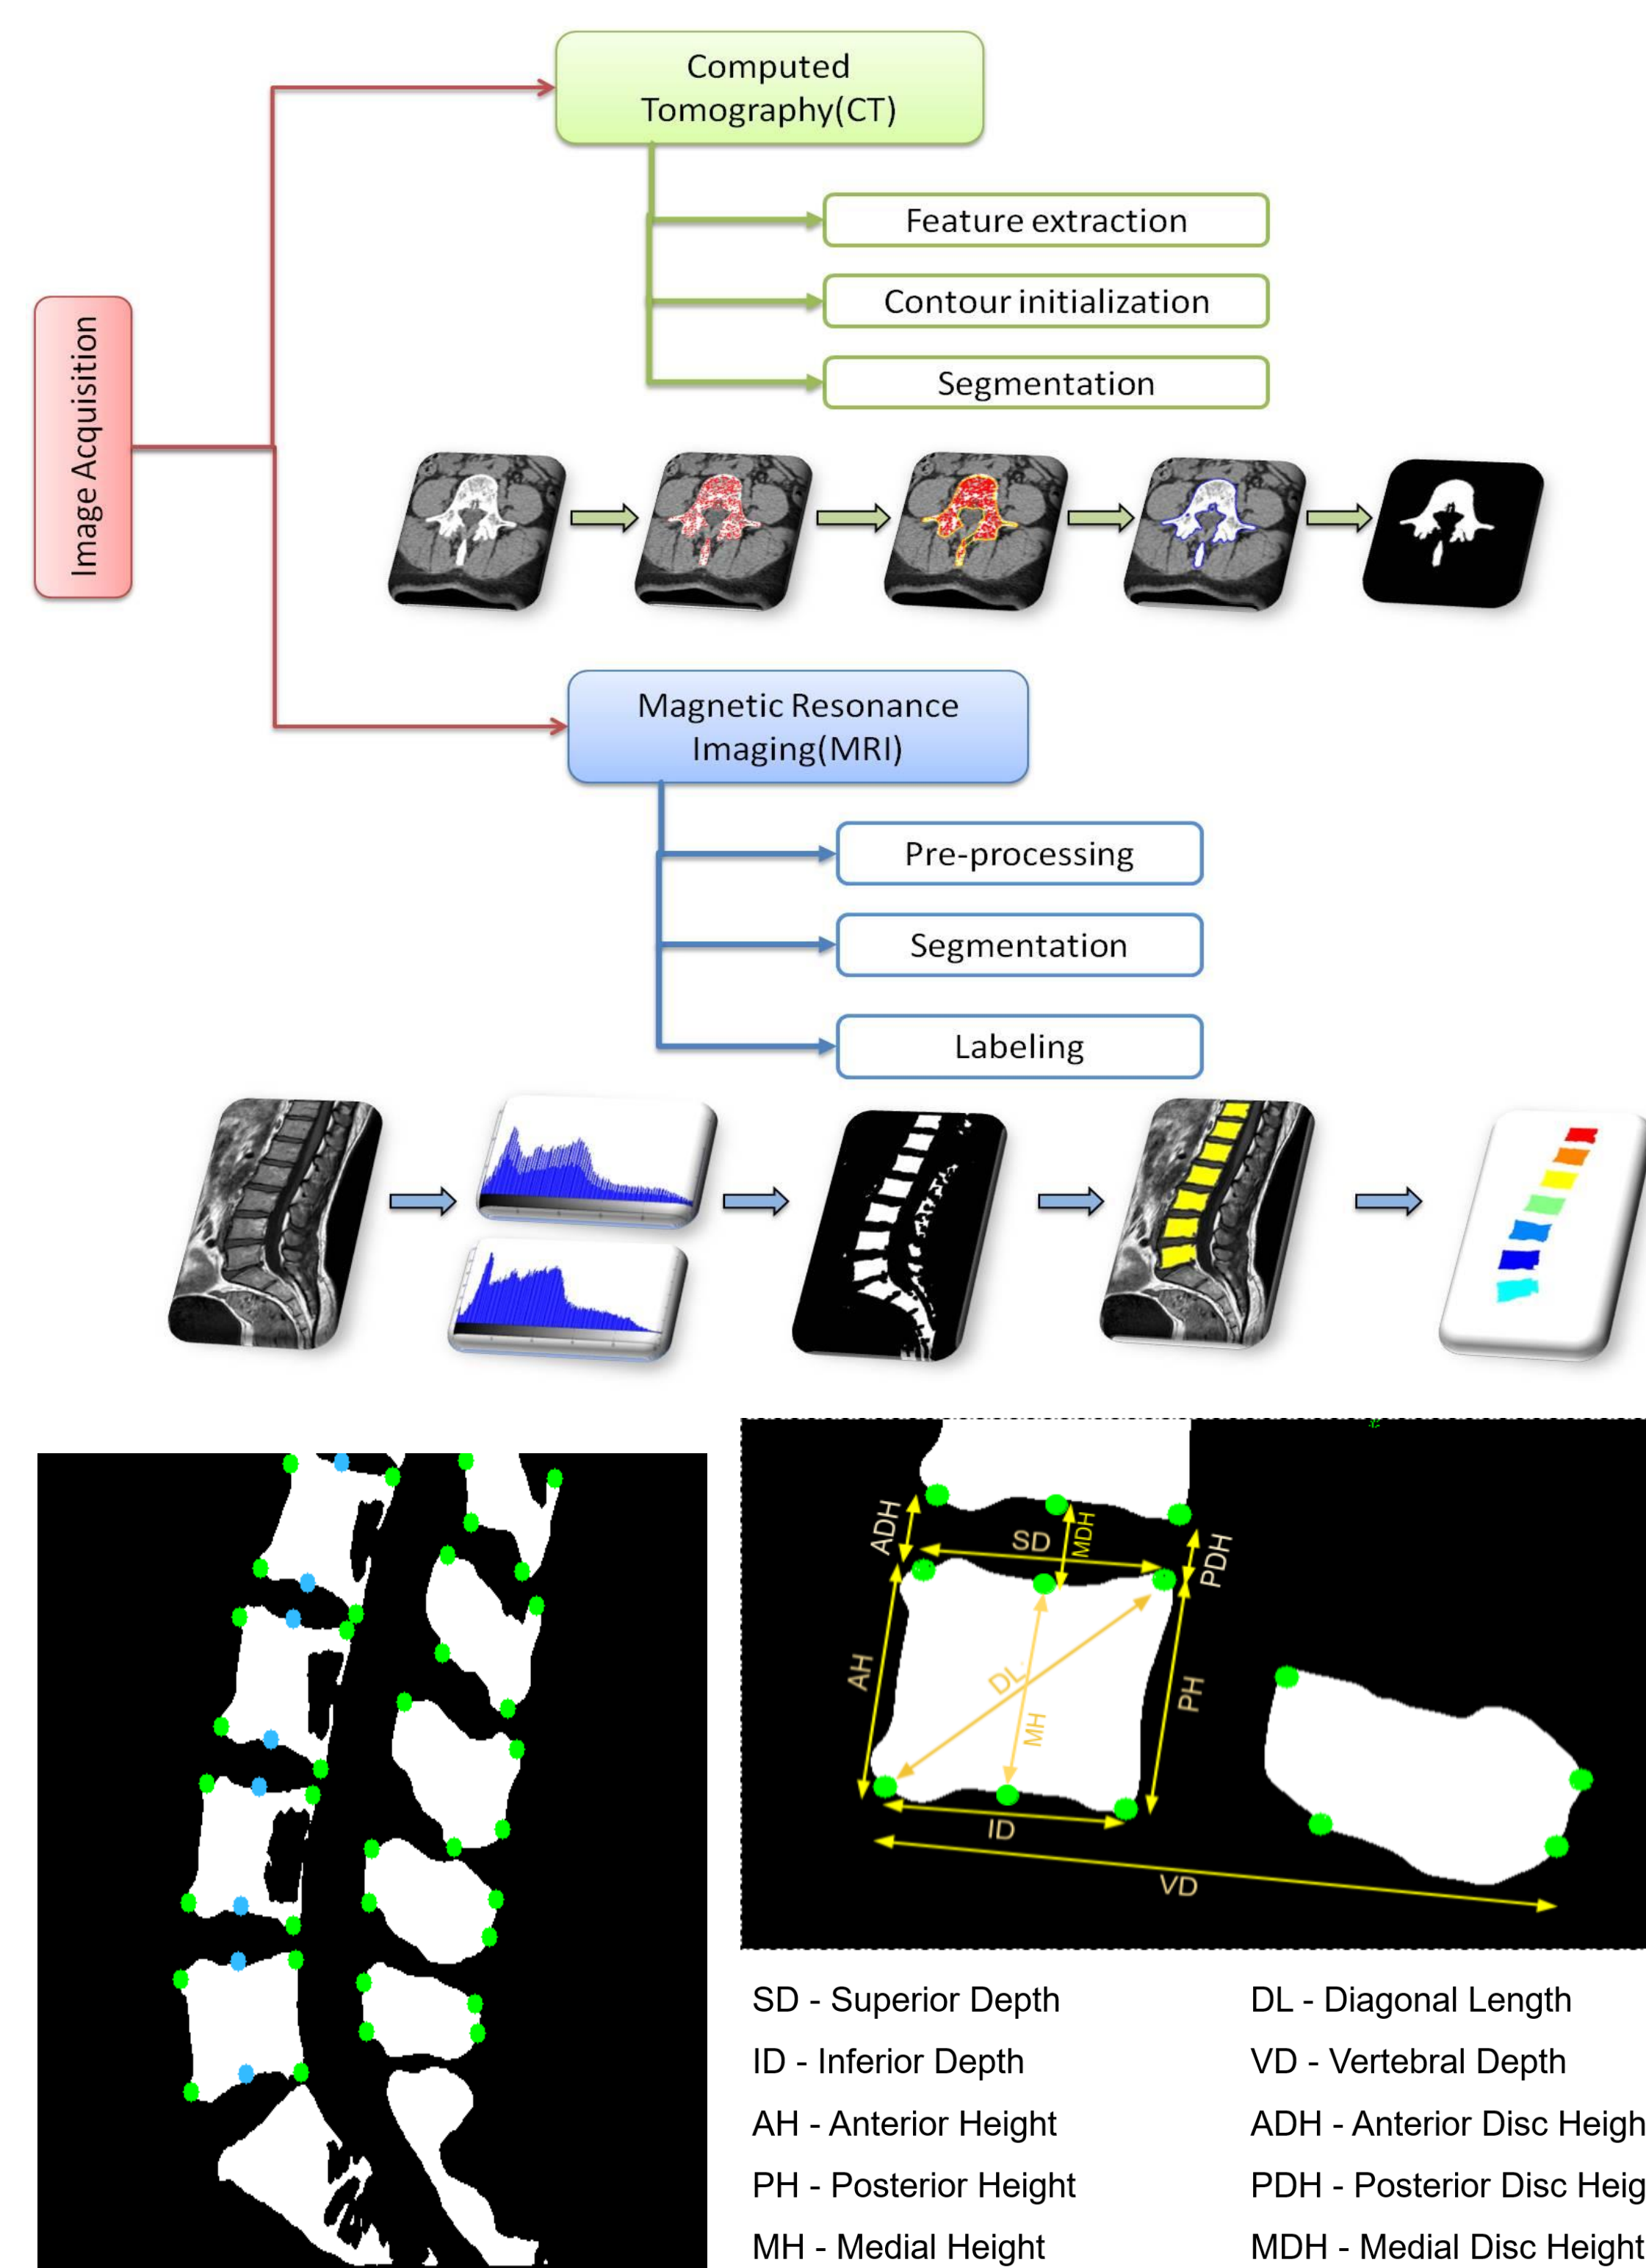 Computed
Tomography(CT)
Feature extraction
Contour initialization
Segmentation
Image Acquisition
Magnetic Resonance
Imaging(MRI)
Pre-processing
Segmentation
Labeling
ADH
SD
MDH
PDH
AH
DL
MH
PH
ID
VD
SD - Superior Depth
DL - Diagonal Length
ID - Inferior Depth
VD - Vertebral Depth
AH - Anterior Height
ADH - Anterior Disc Heigh
PH - Posterior Height
PDH - Posterior Disc Heig
MH - Medial Height
MDH - Medial Disc Height